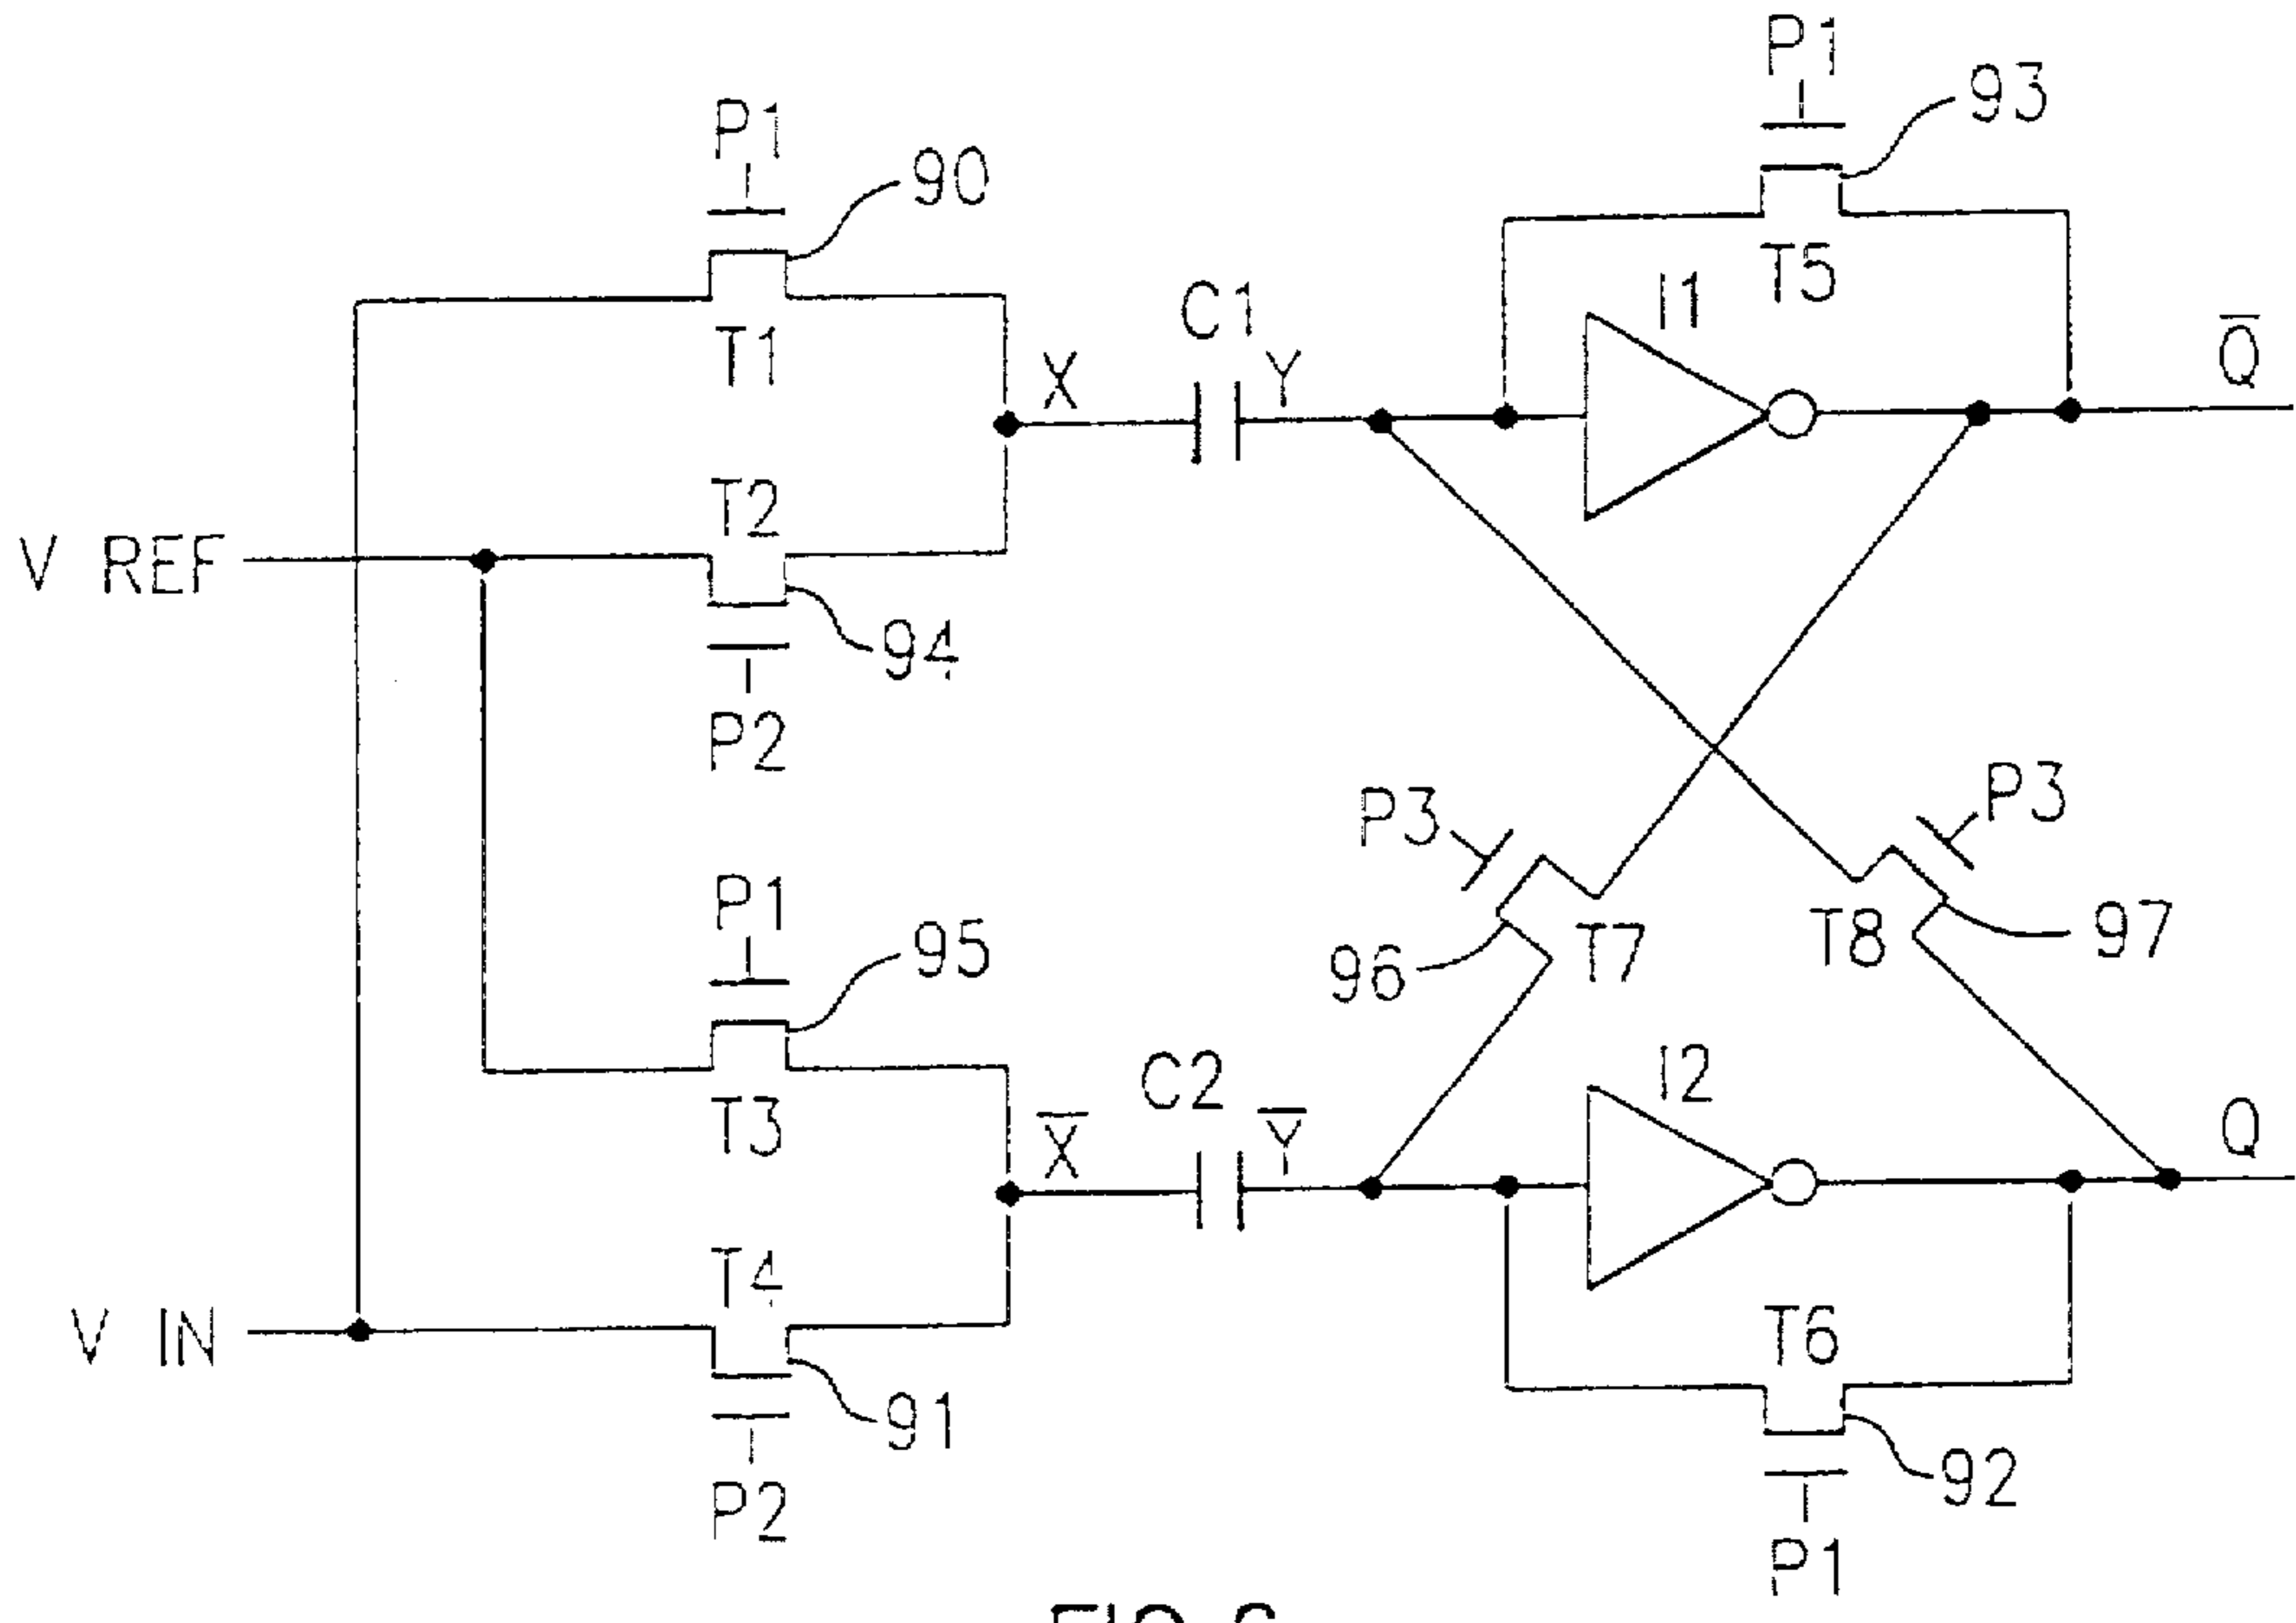 P1
93
P1
90
T5
I1
C1
Q̅
T1
X
Y
T2
V REF
94
P2
P3
P3
P1
95
T7
T8
97
96
I2
C2
Q
T3
X̅
Y̅
T4
V IN
T6
91
92
P2
P1